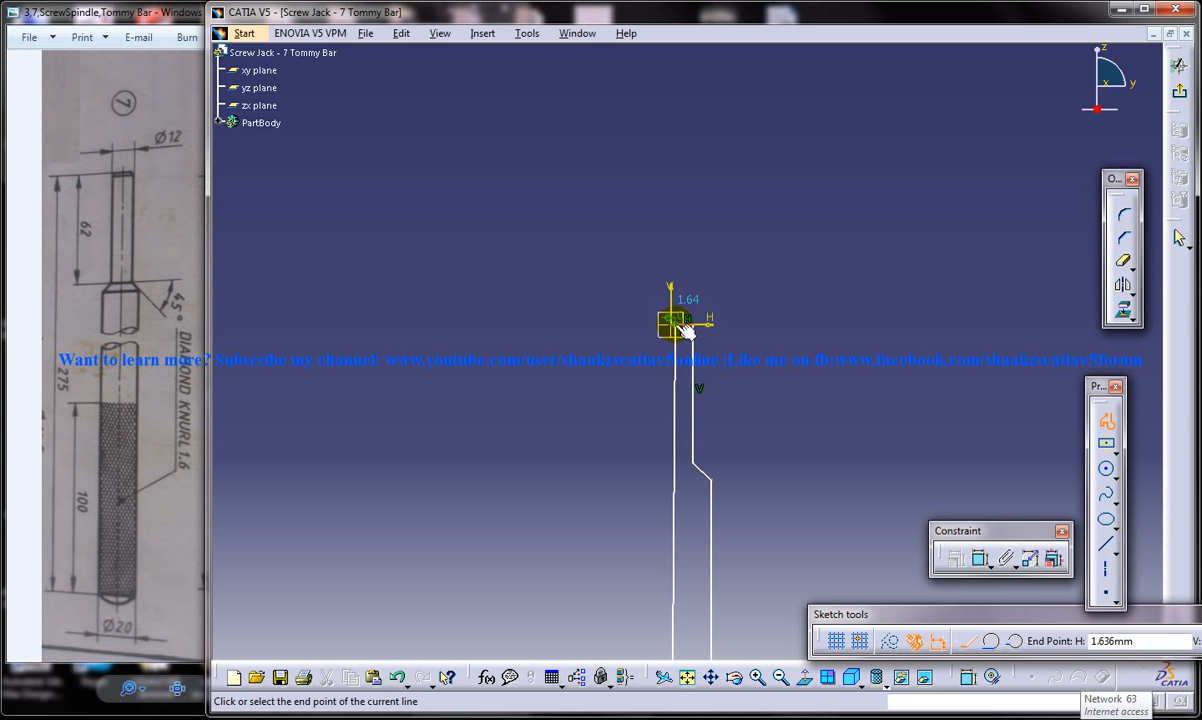 3,7,ScrewSpindle,Tommy Bar - Windows
File Print E-mail Burn
7
Ø12
62
45°
DIAMOND KNURL 1.6
275
100
Ø20
CATIA V5 - [Screw Jack - 7 Tommy Bar]
Start ENOVIA V5 VPM File Edit View Insert Tools Window Help
Screw Jack - 7 Tommy Bar
xy plane
yz plane
zx plane
PartBody
z
y
x
V
1.64
H
H
V
Want to learn more? Subscribe my channel: www.youtube.com/user/shaakzscatiav5online |Like me on fb:www.facebook.com/shaakzscatiav5forum
O...
Pr...
Constraint
Sketch tools
End Point: H: 1.636mm V:
Click or select the end point of the current line
CATIA
Network 63
Internet access